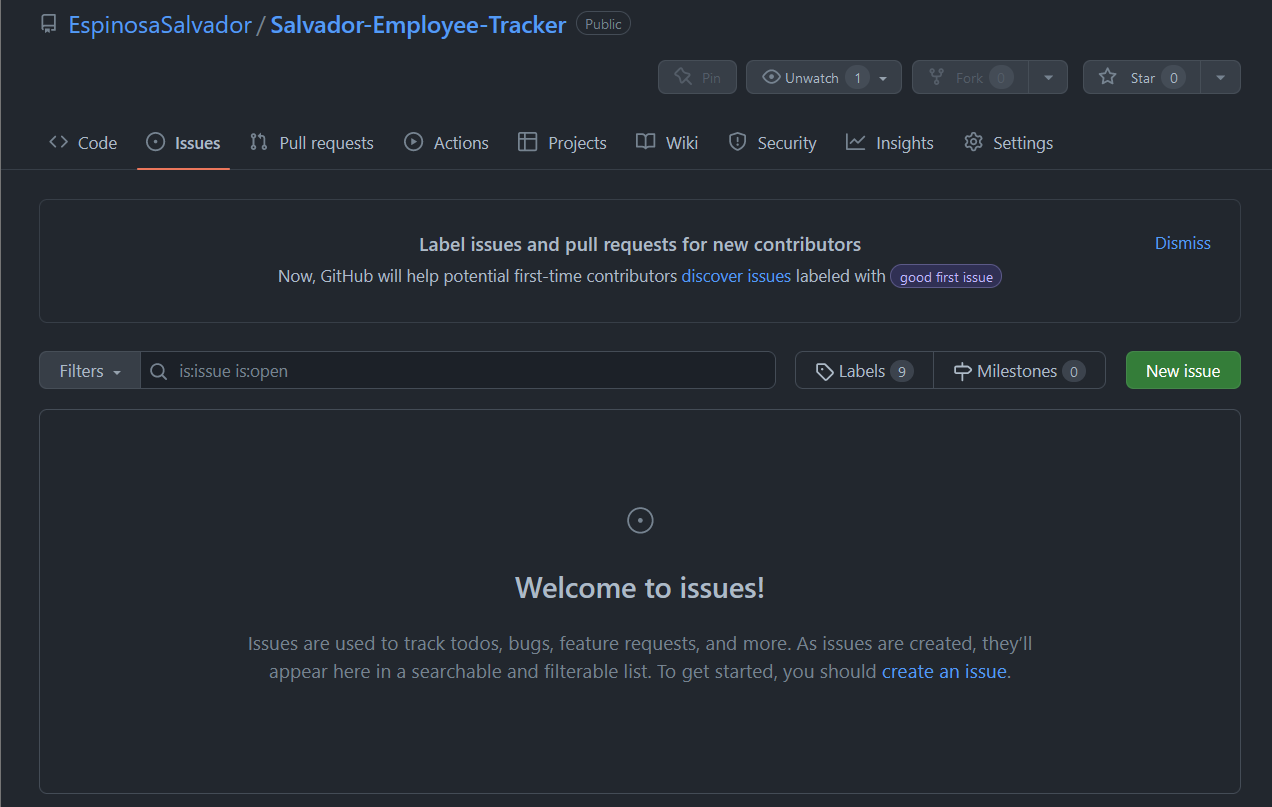 EspinosaSalvador / Salvador-Employee-Tracker Public
Pin Unwatch 1 Fork 0 Star 0
Code Issues Pull requests Actions Projects Wiki Security Insights Settings
Label issues and pull requests for new contributors Dismiss
Now, GitHub will help potential first-time contributors discover issues labeled with good first issue
Filters is:issue is:open Labels 9 Milestones 0 New issue
Welcome to issues!
Issues are used to track todos, bugs, feature requests, and more. As issues are created, they’ll
appear here in a searchable and filterable list. To get started, you should create an issue.